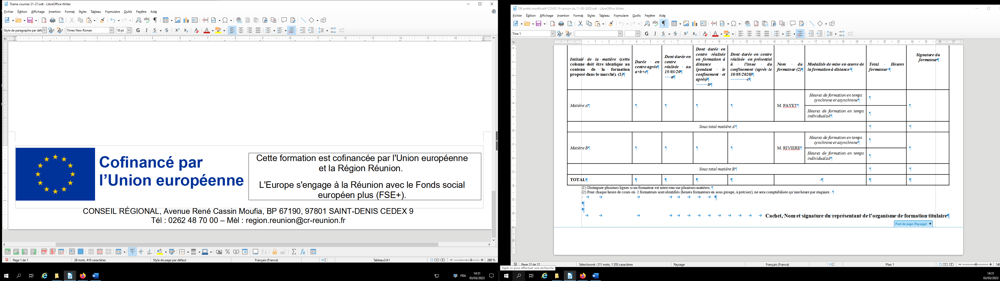 Trame courrier 21-27.odt - LibreOffice Writer
Fichier Édition Affichage Insertion Format Styles Tableau Formulaire Outils Fenêtre Aide
Style de paragraphe par défa Times New Roman 10 pt
Cofinancé par
l’Union européenne
Cette formation est cofinancée par l'Union européenne
et la Région Réunion.
L'Europe s'engage à la Réunion avec le Fonds social
européen plus (FSE+).
CONSEIL RÉGIONAL, Avenue René Cassin Moufia, BP 67190, 97801 SAINT-DENIS CEDEX 9
Tél : 0262 48 70 00 – Mèl : region.reunion@cr-reunion.fr
Page 1 de 1 28 mots, 410 caractères Style de page par défaut Français (France) Tableau2:A1 280 %
FRA 14:31
03/03/2023
DB arrêté modificatif COVID 19 version du 11-08-2020.odt - LibreOffice Writer
Fichier Édition Affichage Insertion Format Styles Tableau Formulaire Outils Fenêtre Aide
Titre 1
Intitulé de la matière (cette
colonne doit être identique au
contenu de la formation
proposé dans le marché). (1)¶
Durée en
centre agréé¶
a+b+c¶
Dont durée en
centre
réalisée au
15/03/20¶
a¶
Dont durée en
centre réalisée
en formation à
distance
(pendant le
confinement et
après)¶
b¶
Dont durée en centre
réalisée en présentiel
à l'issue du
confinement (après le
10/05/2020)¶
c¶
Nom du
formateur (2)¶
Modalités de mise en œuvre de
la formation à distance¶
Total Heures
formateur¶
Signature du
formateur¶
Matière A¶ M. PAYET¶
Heures de formation en temps
synchrone et asynchrone¶
Heures de formation en temps
individualisé¶
Sous total matière A¶
Matière B¶ M. RIVIERE¶
Heures de formation en temps
synchrone et asynchrone¶
Heures de formation en temps
individualisé¶
Sous total matière B¶
TOTAL¶ -¶
(1) Distinguer plusieurs lignes si un formateur est intervenu sur plusieurs matières. ¶
(2) Pour chaque heure de cours où 2 formateurs sont identifiés (heures formateurs en sous groupe, à préciser), ne sera comptabilisée qu’une heure par stagiaire. ¶
Cachet, Nom et signature du représentant de l’organisme de formation titulaire¶
Pied de page (Paysage) +
Page 12 de 12 Sélectionné : 211 mots, 1 355 caractères Paysage Français (France) Plan 1 140
Taper ici pour effectuer une recherche
14:31
03/03/2023